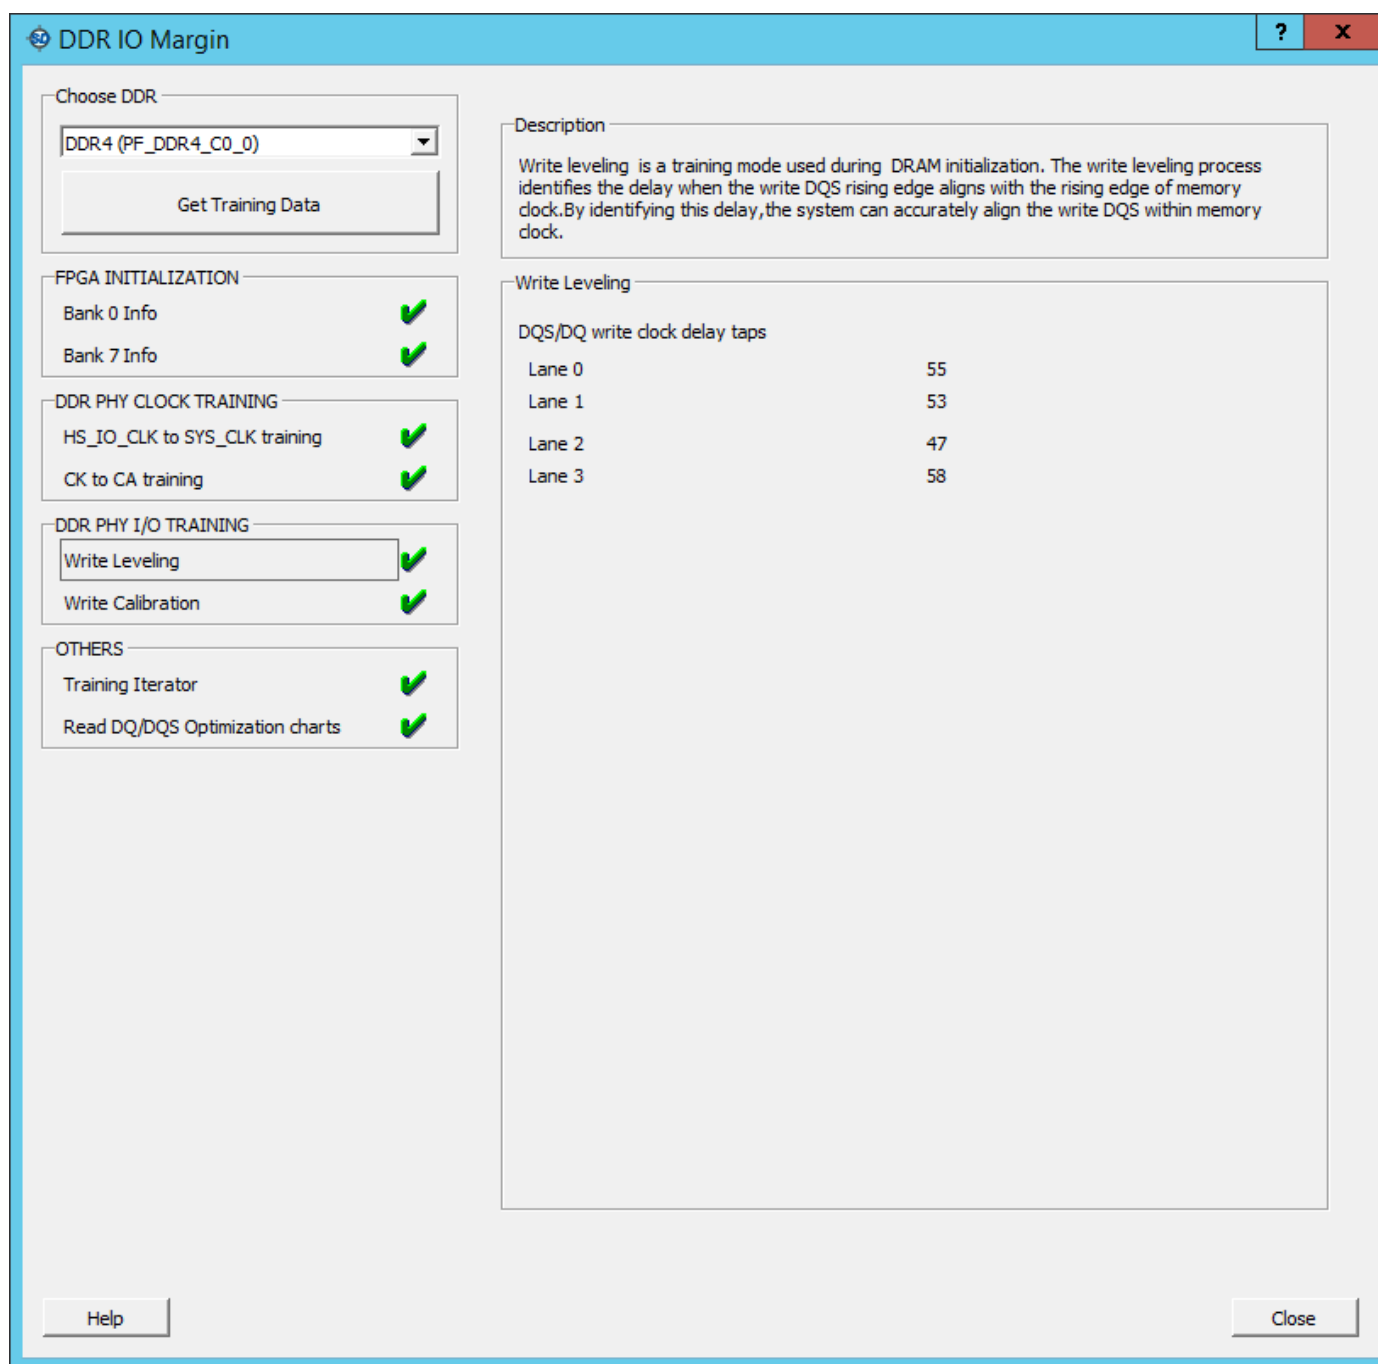 DDR IO Margin
?
x
Choose DDR
DDR4 (PF_DDR4_C0_0)
Get Training Data
FPGA INITIALIZATION
Bank 0 Info
Bank 7 Info
DDR PHY CLOCK TRAINING
HS_IO_CLK to SYS_CLK training
CK to CA training
DDR PHY I/O TRAINING
Write Leveling
Write Calibration
OTHERS
Training Iterator
Read DQ/DQS Optimization charts
Description
Write leveling  is a training mode used during  DRAM initialization. The write leveling process
identifies the delay when the write DQS rising edge aligns with the rising edge of memory
clock.By identifying this delay,the system can accurately align the write DQS within memory
clock.
Write Leveling
DQS/DQ write clock delay taps
Lane 0 55
Lane 1 53
Lane 2 47
Lane 3 58
Help
Close